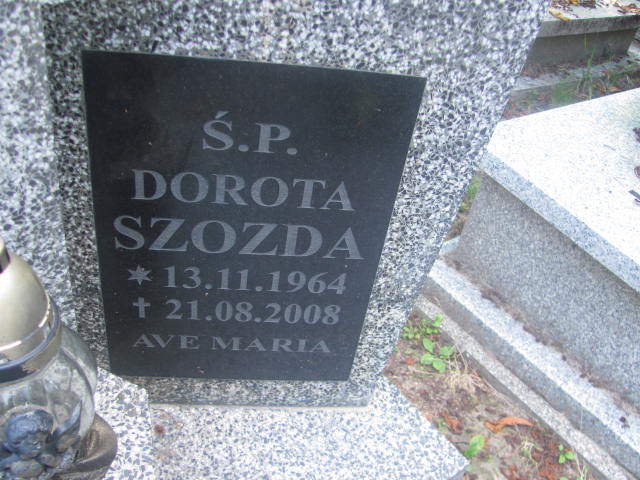 Ś.P.
DOROTA
SZOZDA
* 13.11.1964
✝ 21.08.2008
AVE MARIA